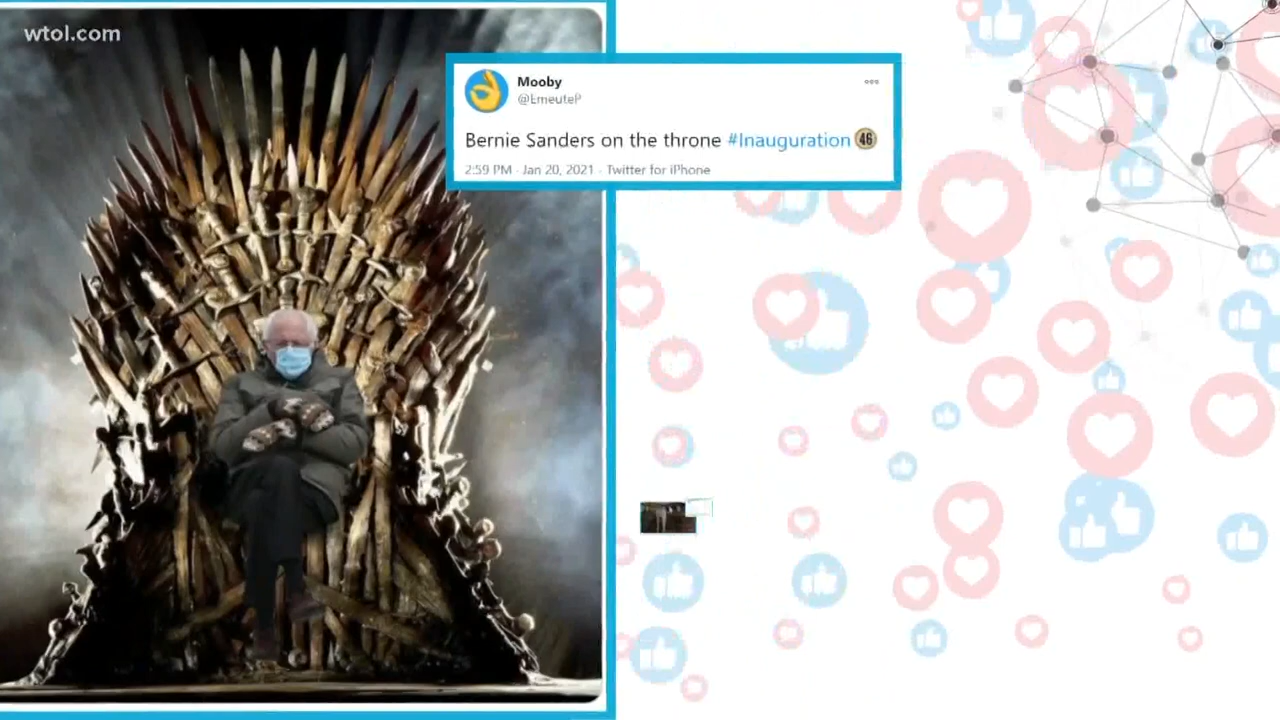 wtol.com
Mooby
@EmeuteP
Bernie Sanders on the throne #Inauguration 46
2:59 PM · Jan 20, 2021 · Twitter for iPhone